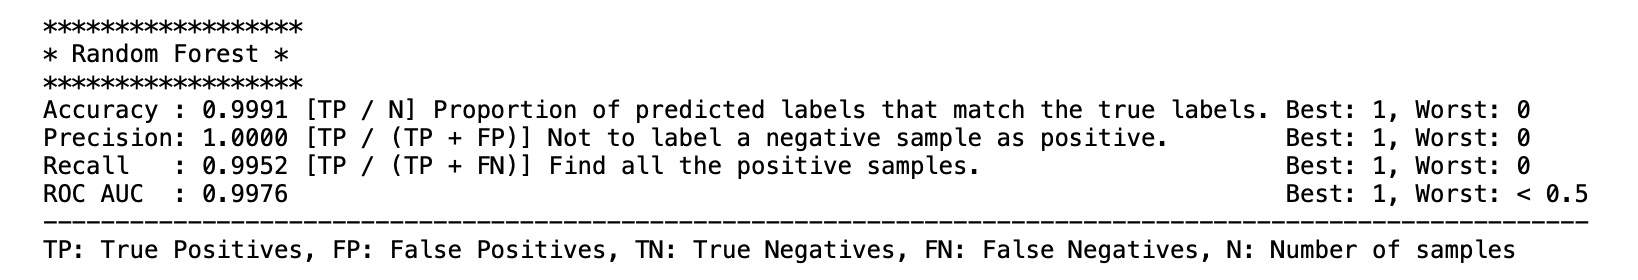 ******************
* Random Forest *
******************
Accuracy : 0.9991 [TP / N] Proportion of predicted labels that match the true labels. Best: 1, Worst: 0
Precision: 1.0000 [TP / (TP + FP)] Not to label a negative sample as positive.        Best: 1, Worst: 0
Recall   : 0.9952 [TP / (TP + FN)] Find all the positive samples.                     Best: 1, Worst: 0
ROC AUC  : 0.9976                                                                     Best: 1, Worst: < 0.5
-----------------------------------------------------------------------------------------------------------
TP: True Positives, FP: False Positives, TN: True Negatives, FN: False Negatives, N: Number of samples